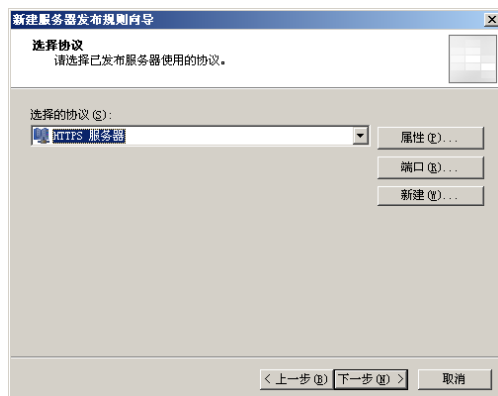 新建服务器发布规则向导
选择协议
请选择已发布服务器使用的协议。
选择的协议(S):
HTTPS 服务器
属性(P)...
端口(R)...
新建(W)...
< 上一步(B)
下一步(N) >
取消